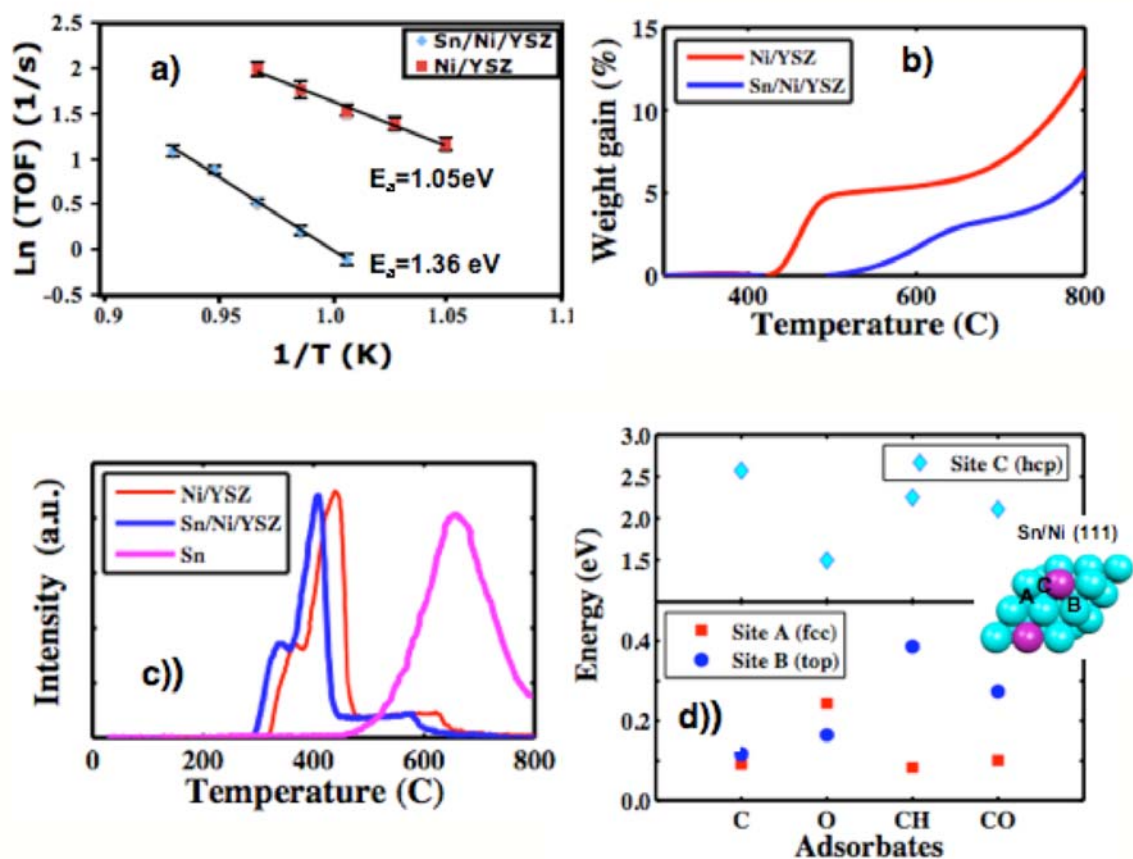 2.5
2
1.5
1
0.5
0
-0.5
Ln (TOF) (1/s)
a)
Sn/Ni/YSZ
Ni/YSZ
Ea=1.05eV
Ea=1.36 eV
0.9 0.95 1.0 1.05 1.1
1/T (K)
15
10
5
0
Weight gain (%)
Ni/YSZ
Sn/Ni/YSZ
b)
400 600 800
Temperature (C)
Intensity (a.u.)
Ni/YSZ
Sn/Ni/YSZ
Sn
c))
0 200 400 600 800
Temperature (C)
3.0
2.5
2.0
1.5
0.4
0.2
0.0
Energy (eV)
Site C (hcp)
Sn/Ni (111)
A C B
Site A (fcc)
Site B (top)
d))
C O CH CO
Adsorbates